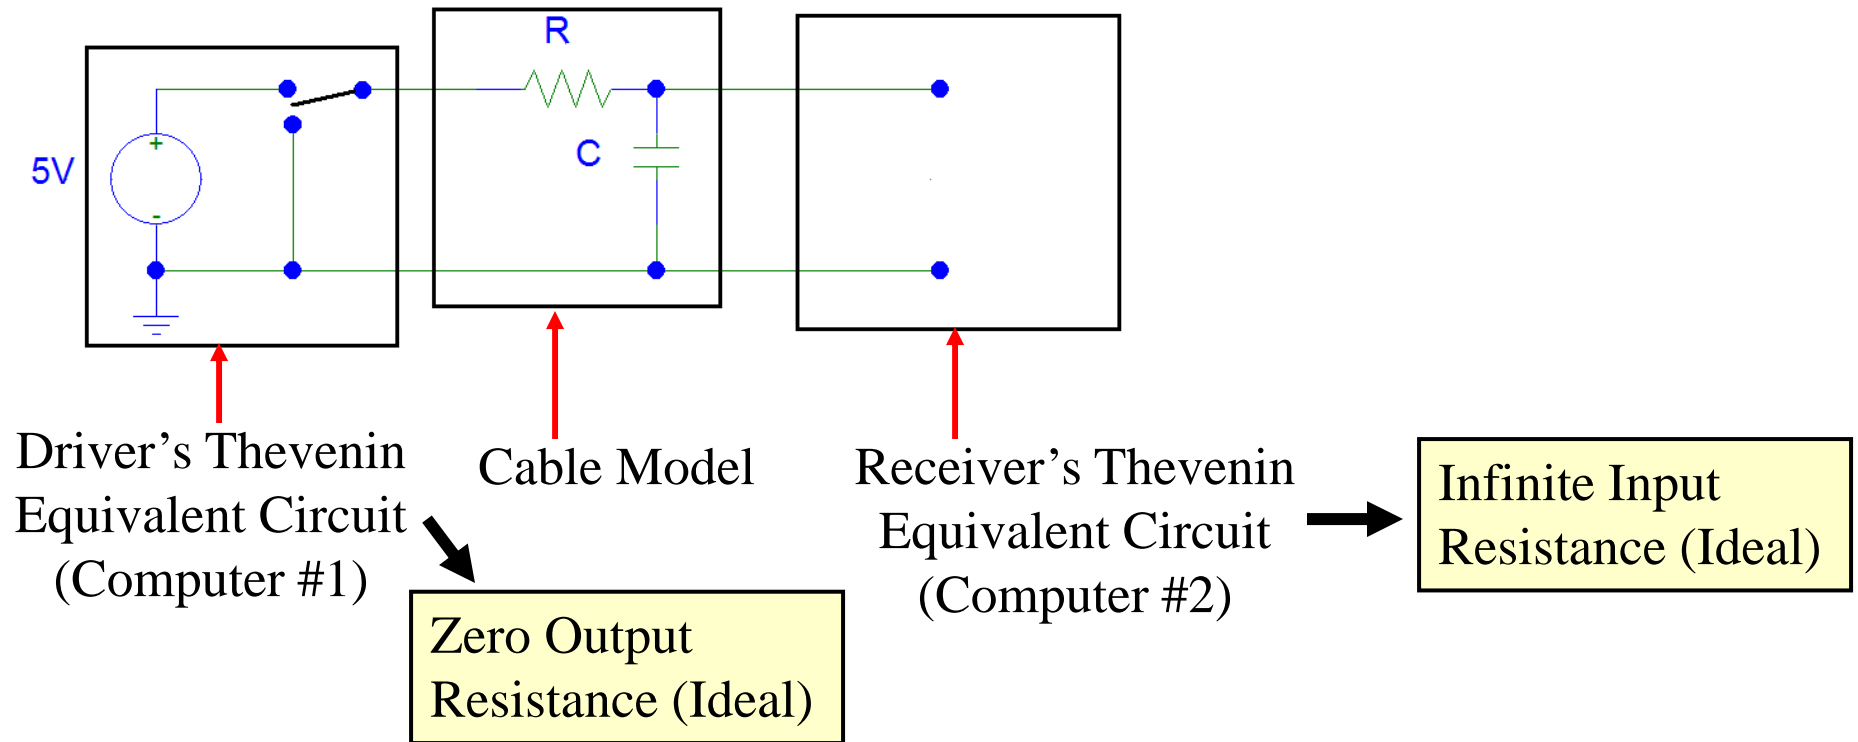 R
5V
+
C
-
Driver's Thevenin
Equivalent Circuit
(Computer #1)
Cable Model
Receiver's Thevenin
Equivalent Circuit
(Computer #2)
Infinite Input
Resistance (Ideal)
Zero Output
Resistance (Ideal)